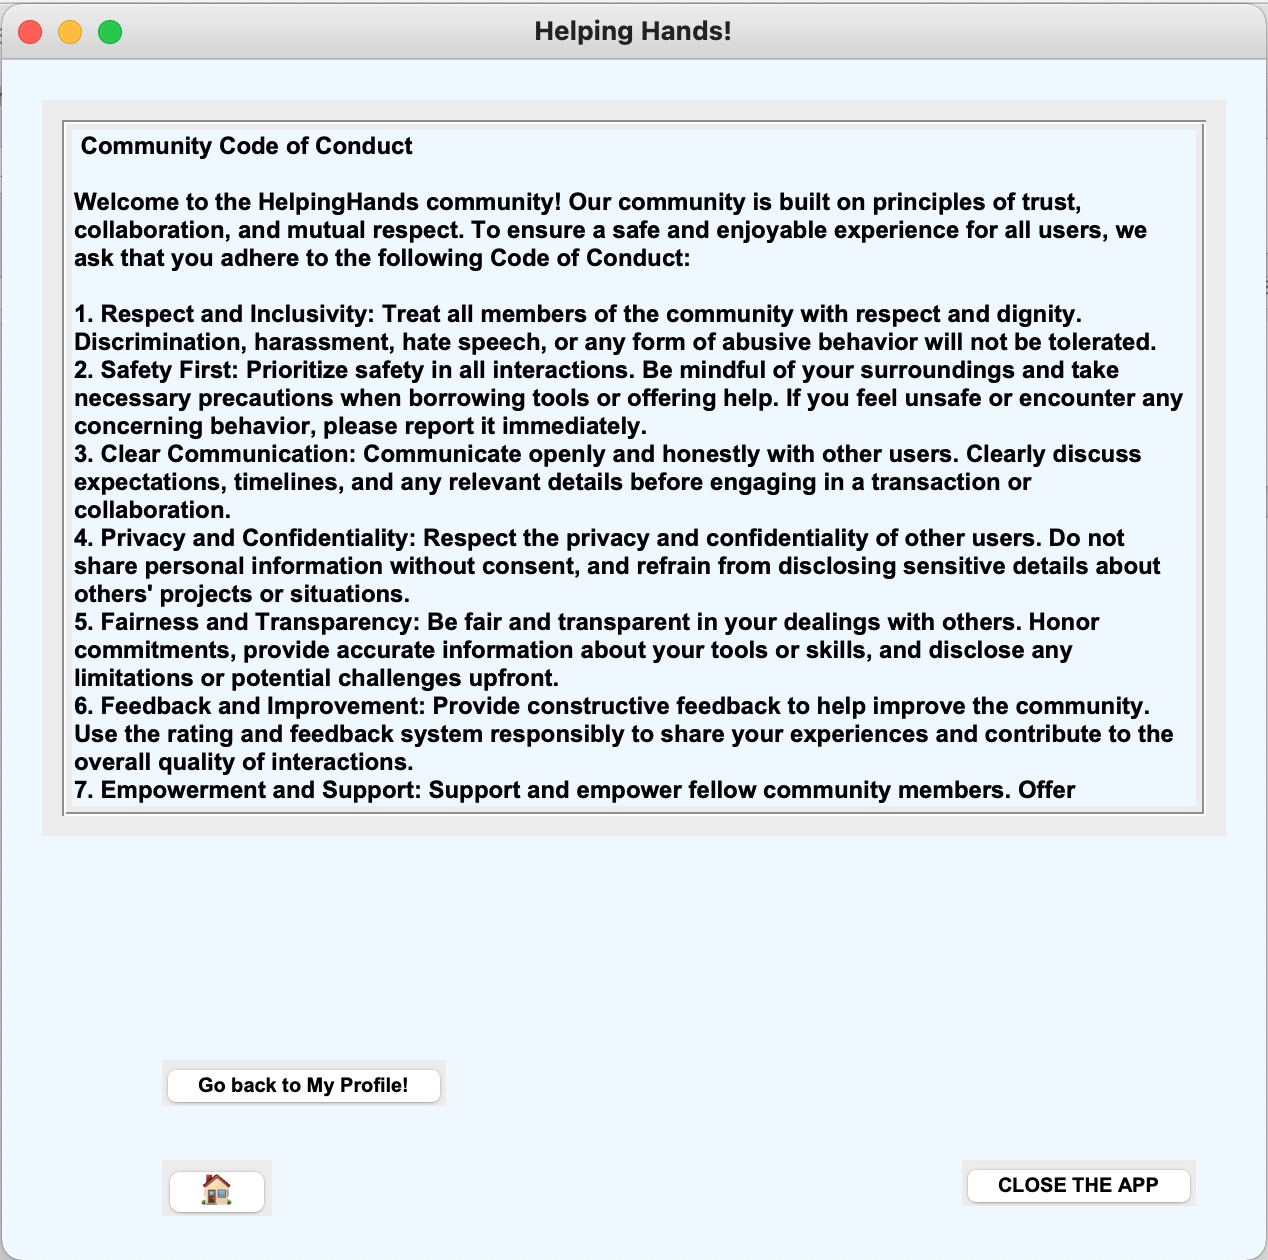 Helping Hands!
Community Code of Conduct
Welcome to the HelpingHands community! Our community is built on principles of trust,
collaboration, and mutual respect. To ensure a safe and enjoyable experience for all users, we
ask that you adhere to the following Code of Conduct:
1. Respect and Inclusivity: Treat all members of the community with respect and dignity.
Discrimination, harassment, hate speech, or any form of abusive behavior will not be tolerated.
2. Safety First: Prioritize safety in all interactions. Be mindful of your surroundings and take
necessary precautions when borrowing tools or offering help. If you feel unsafe or encounter any
concerning behavior, please report it immediately.
3. Clear Communication: Communicate openly and honestly with other users. Clearly discuss
expectations, timelines, and any relevant details before engaging in a transaction or
collaboration.
4. Privacy and Confidentiality: Respect the privacy and confidentiality of other users. Do not
share personal information without consent, and refrain from disclosing sensitive details about
others' projects or situations.
5. Fairness and Transparency: Be fair and transparent in your dealings with others. Honor
commitments, provide accurate information about your tools or skills, and disclose any
limitations or potential challenges upfront.
6. Feedback and Improvement: Provide constructive feedback to help improve the community.
Use the rating and feedback system responsibly to share your experiences and contribute to the
overall quality of interactions.
7. Empowerment and Support: Support and empower fellow community members. Offer
Go back to My Profile!
CLOSE THE APP